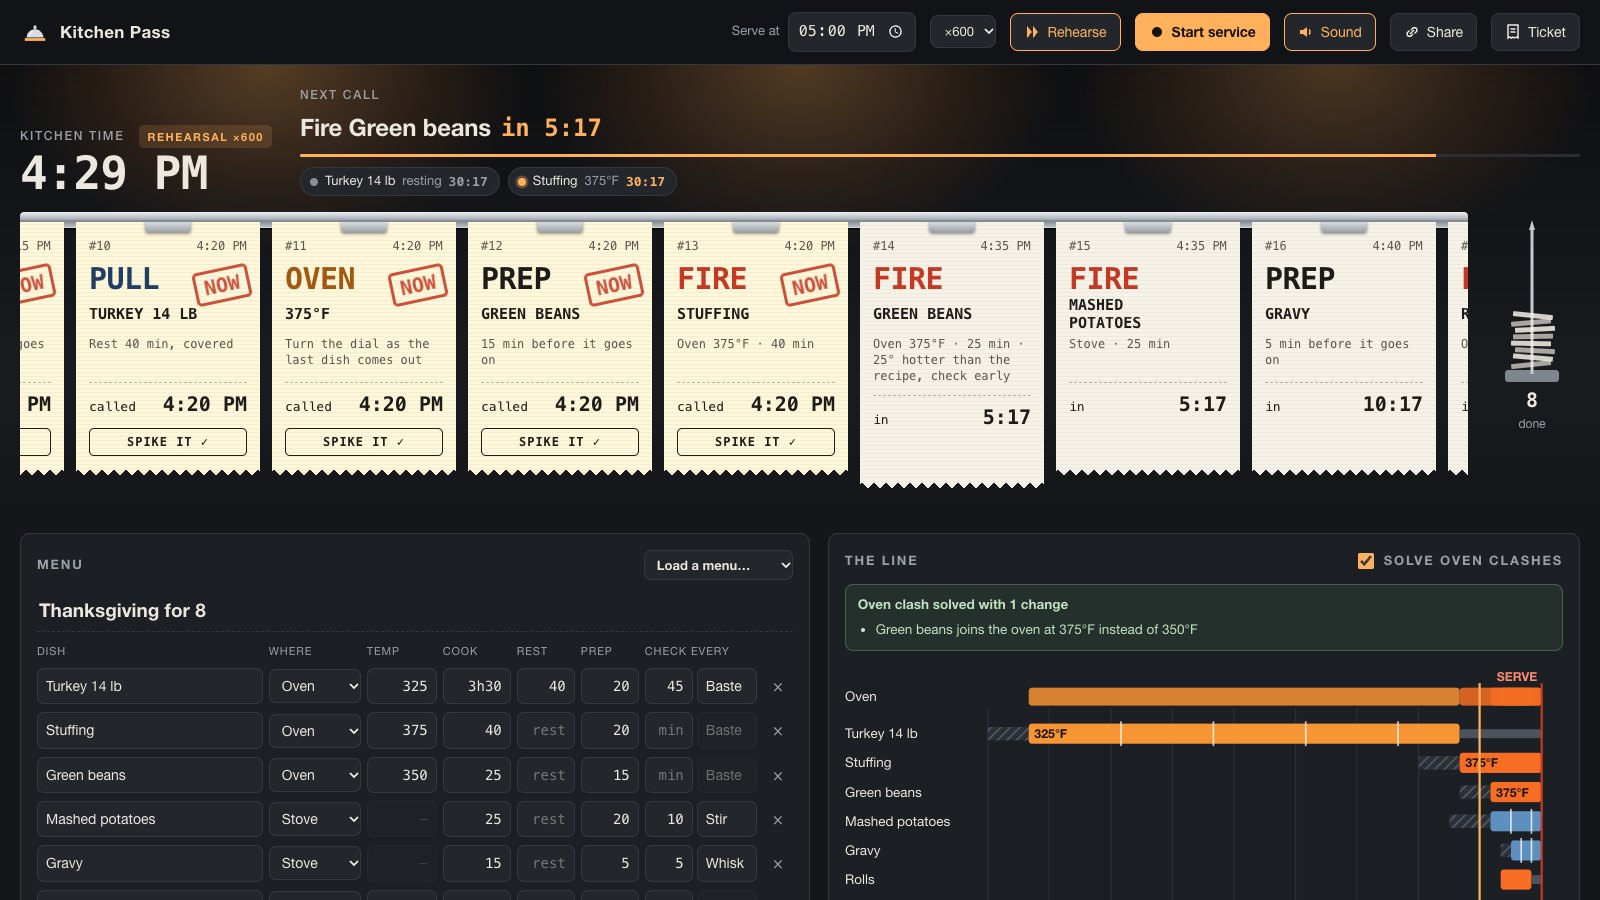 Kitchen Pass
Serve at 05:00 PM
×600
Rehearse
Start service
Sound
Share
Ticket
NEXT CALL
KITCHEN TIME REHEARSAL ×600
4:29 PM
Fire Green beans in 5:17
Turkey 14 lb resting 30:17
Stuffing 375°F 30:17
5 PM
OW
goes
PM
#10 4:20 PM
PULL NOW
TURKEY 14 LB
Rest 40 min, covered
called 4:20 PM
SPIKE IT ✓
#11 4:20 PM
OVEN NOW
375°F
Turn the dial as the
last dish comes out
called 4:20 PM
SPIKE IT ✓
#12 4:20 PM
PREP NOW
GREEN BEANS
15 min before it goes
on
called 4:20 PM
SPIKE IT ✓
#13 4:20 PM
FIRE NOW
STUFFING
Oven 375°F · 40 min
called 4:20 PM
SPIKE IT ✓
#14 4:35 PM
FIRE
GREEN BEANS
Oven 375°F · 25 min ·
25° hotter than the
recipe, check early
in 5:17
#15 4:35 PM
FIRE
MASHED
POTATOES
Stove · 25 min
in 5:17
#16 4:40 PM
PREP
GRAVY
5 min before it goes
on
in 10:17
8
done
MENU
Load a menu...
Thanksgiving for 8
DISH WHERE TEMP COOK REST PREP CHECK EVERY
Turkey 14 lb Oven 325 3h30 40 20 45 Baste ×
Stuffing Oven 375 40 rest 20 min Baste ×
Green beans Oven 350 25 rest 15 min Baste ×
Mashed potatoes Stove – 25 rest 20 10 Stir ×
Gravy Stove – 15 rest 5 5 Whisk ×
THE LINE
SOLVE OVEN CLASHES
Oven clash solved with 1 change
• Green beans joins the oven at 375°F instead of 350°F
SERVE
Oven
Turkey 14 lb 325°F
Stuffing 375°F
Green beans 375°F
Mashed potatoes
Gravy
Rolls